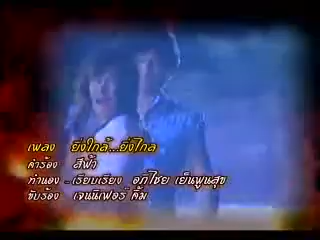 เพลง ยิ่งใกล้...ยิ่งไกล
คำร้อง สีฟ้า
ทำนอง - เรียบเรียง อภิไชย เย็นพูนสุข
ขับร้อง เจนนิเฟอร์ คิ้ม